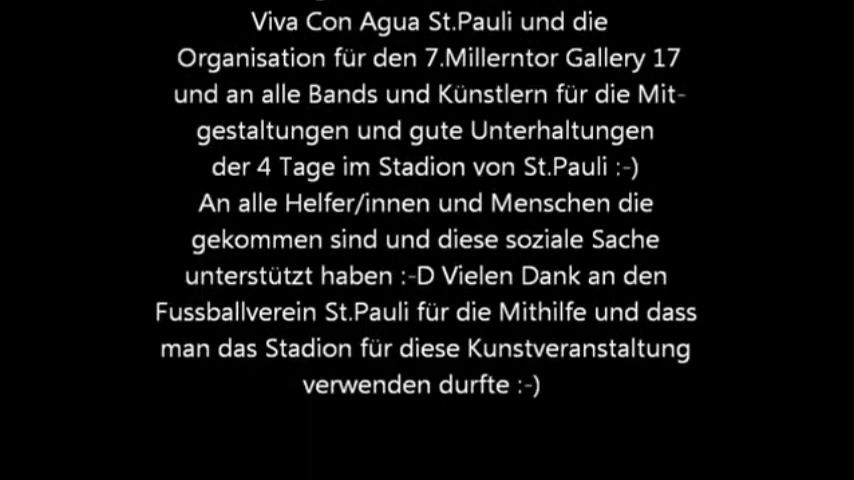 Viva Con Agua St.Pauli und die
Organisation für den 7.Millerntor Gallery 17
und an alle Bands und Künstlern für die Mit-
gestaltungen und gute Unterhaltungen
der 4 Tage im Stadion von St.Pauli :-)
An alle Helfer/innen und Menschen die
gekommen sind und diese soziale Sache
unterstützt haben :-D Vielen Dank an den
Fussballverein St.Pauli für die Mithilfe und dass
man das Stadion für diese Kunstveranstaltung
verwenden durfte :-)